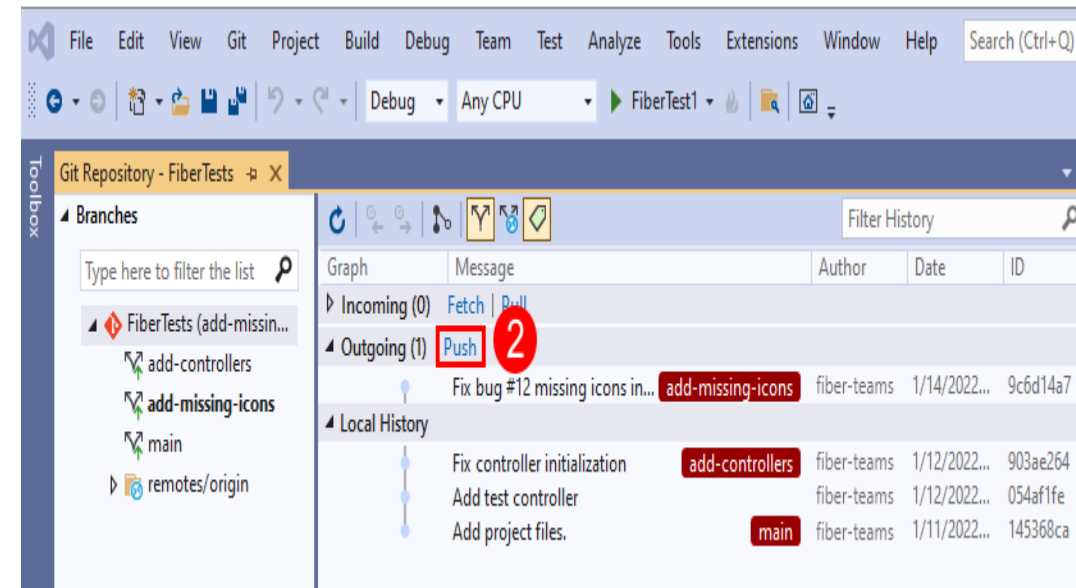 File Edit View Git Project Build Debug Team Test Analyze Tools Extensions Window Help Search (Ctrl+Q)
Debug Any CPU FiberTest1
Toolbox
Git Repository - FiberTests
Branches
Type here to filter the list
FiberTests (add-missin...
add-controllers
add-missing-icons
main
remotes/origin
Filter History
Graph Message Author Date ID
Incoming (0) Fetch | Pull
Outgoing (1) Push 2
Fix bug #12 missing icons in... add-missing-icons fiber-teams 1/14/2022... 9c6d14a7
Local History
Fix controller initialization add-controllers fiber-teams 1/12/2022... 903ae264
Add test controller fiber-teams 1/12/2022... 054af1fe
Add project files. main fiber-teams 1/11/2022... 145368ca